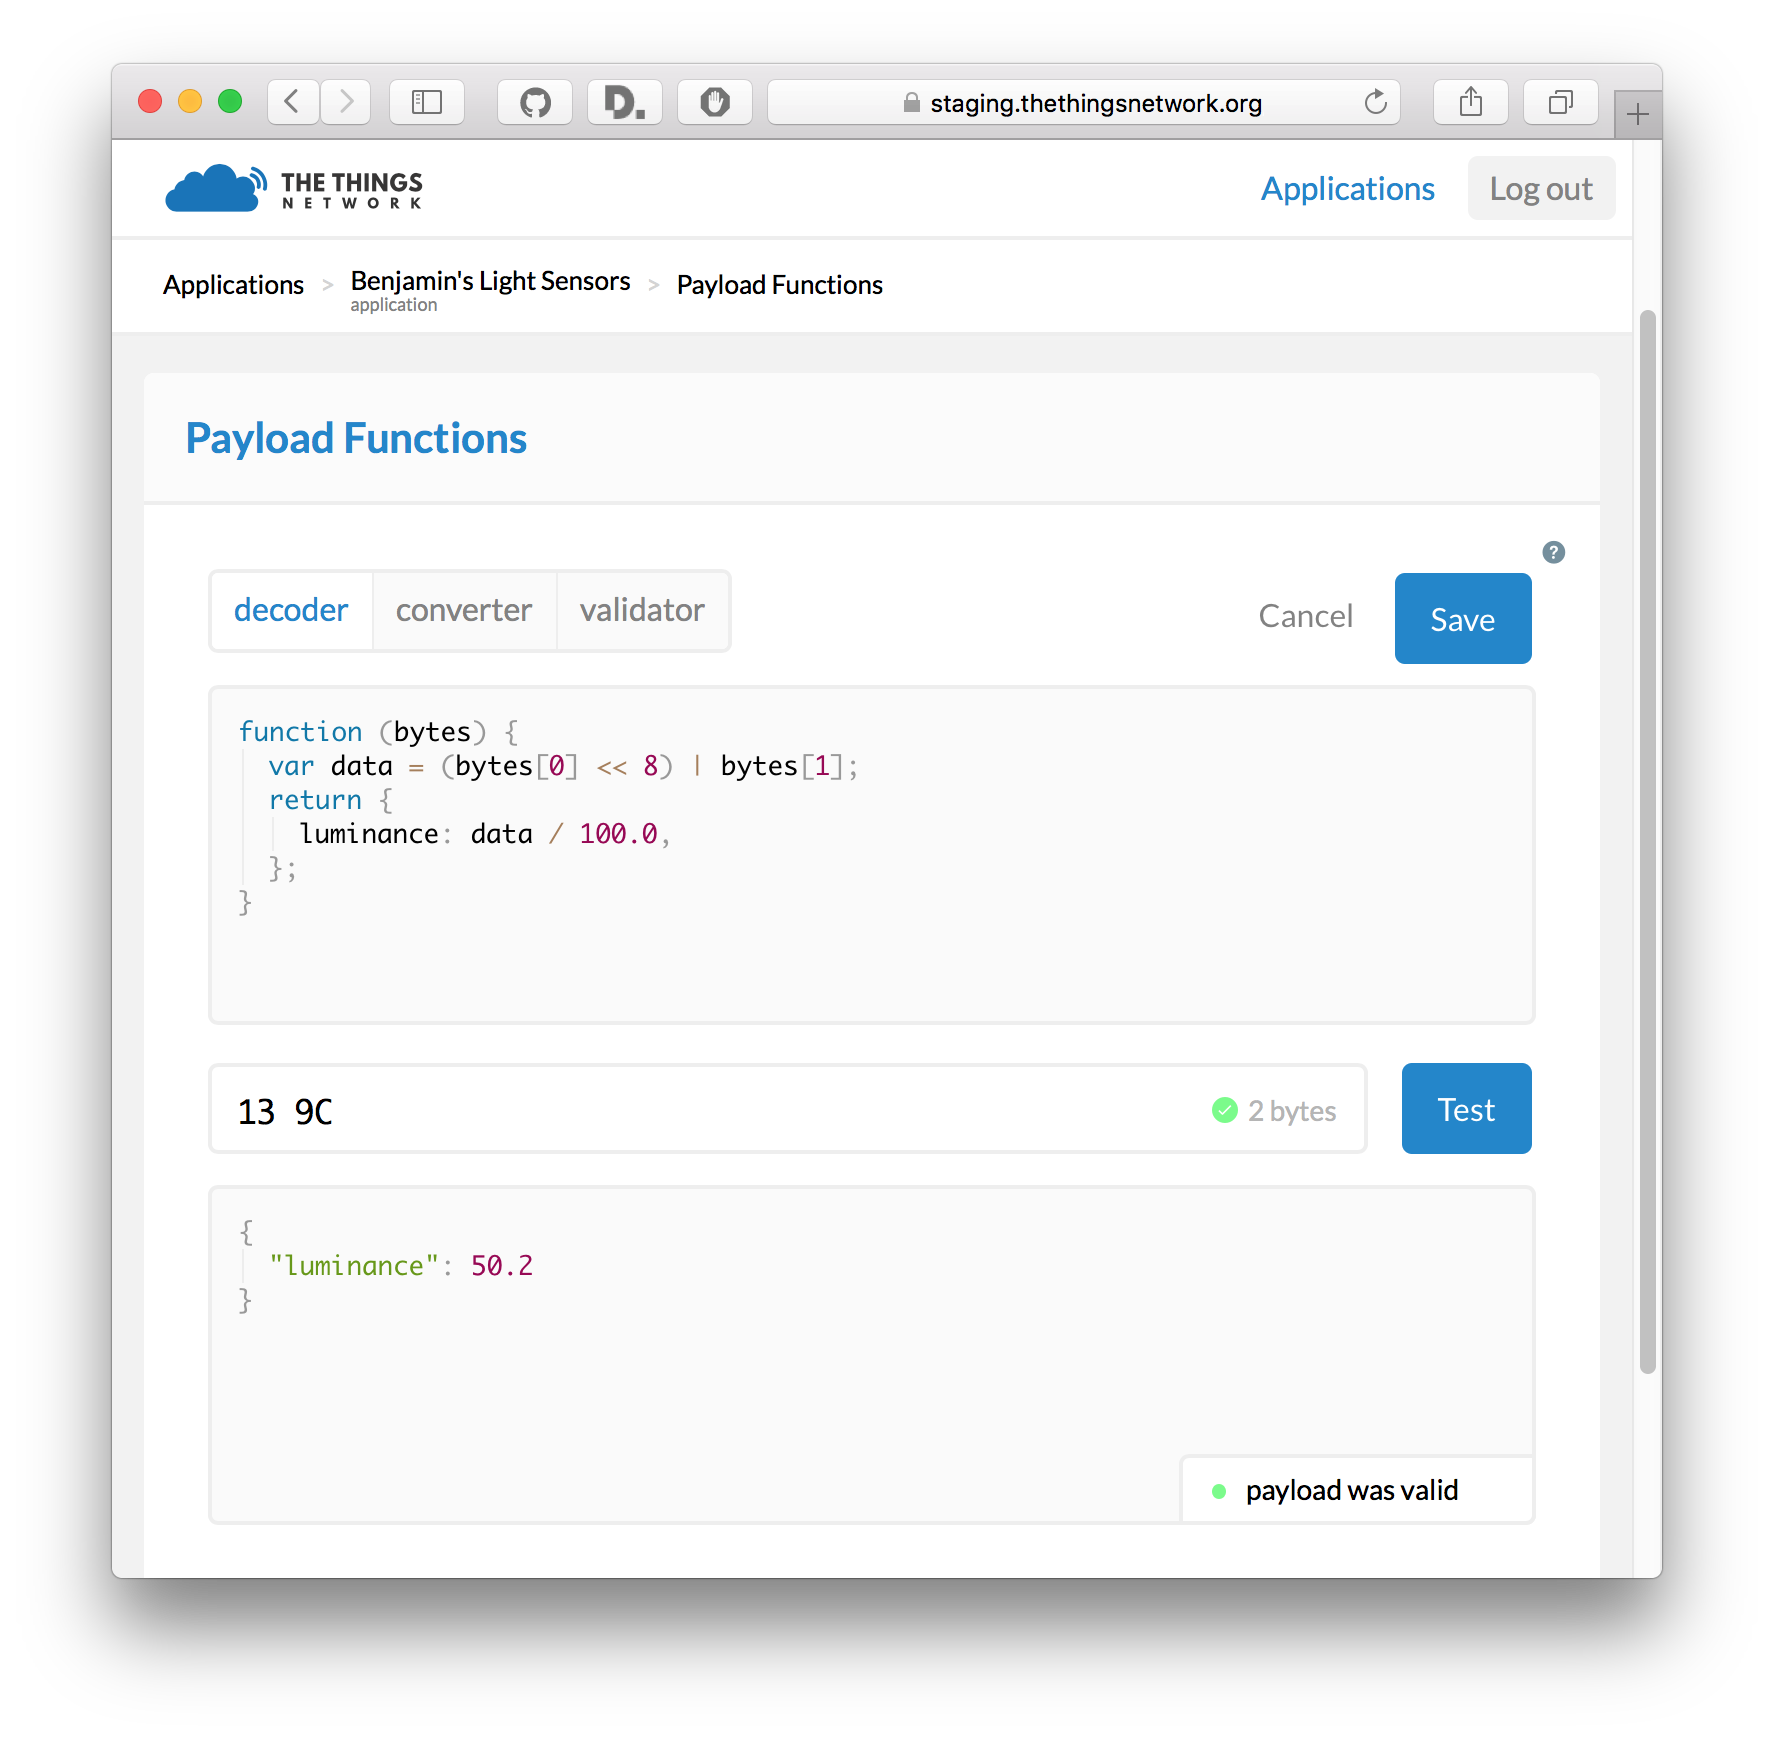 D.
staging.thethingsnetwork.org
THE THINGS
NETWORK
Applications
Log out
Applications > Benjamin's Light Sensors > Payload Functions
application
Payload Functions
?
decoder
converter
validator
Cancel
Save
function (bytes) {
  var data = (bytes[0] << 8) | bytes[1];
  return {
    luminance: data / 100.0,
  };
}
13 9C
2 bytes
Test
{
  "luminance": 50.2
}
payload was valid